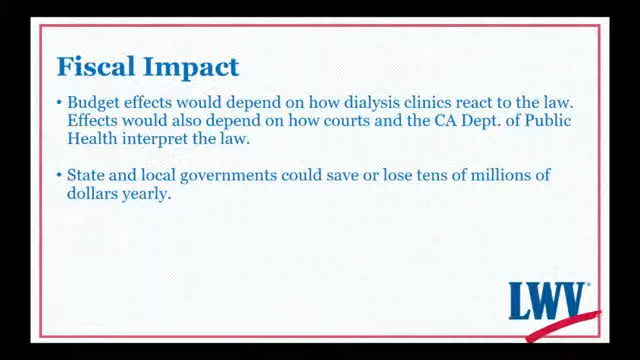 Fiscal Impact
• Budget effects would depend on how dialysis clinics react to the law.
Effects would also depend on how courts and the CA Dept. of Public
Health interpret the law.
• State and local governments could save or lose tens of millions of
dollars yearly.
LWV®